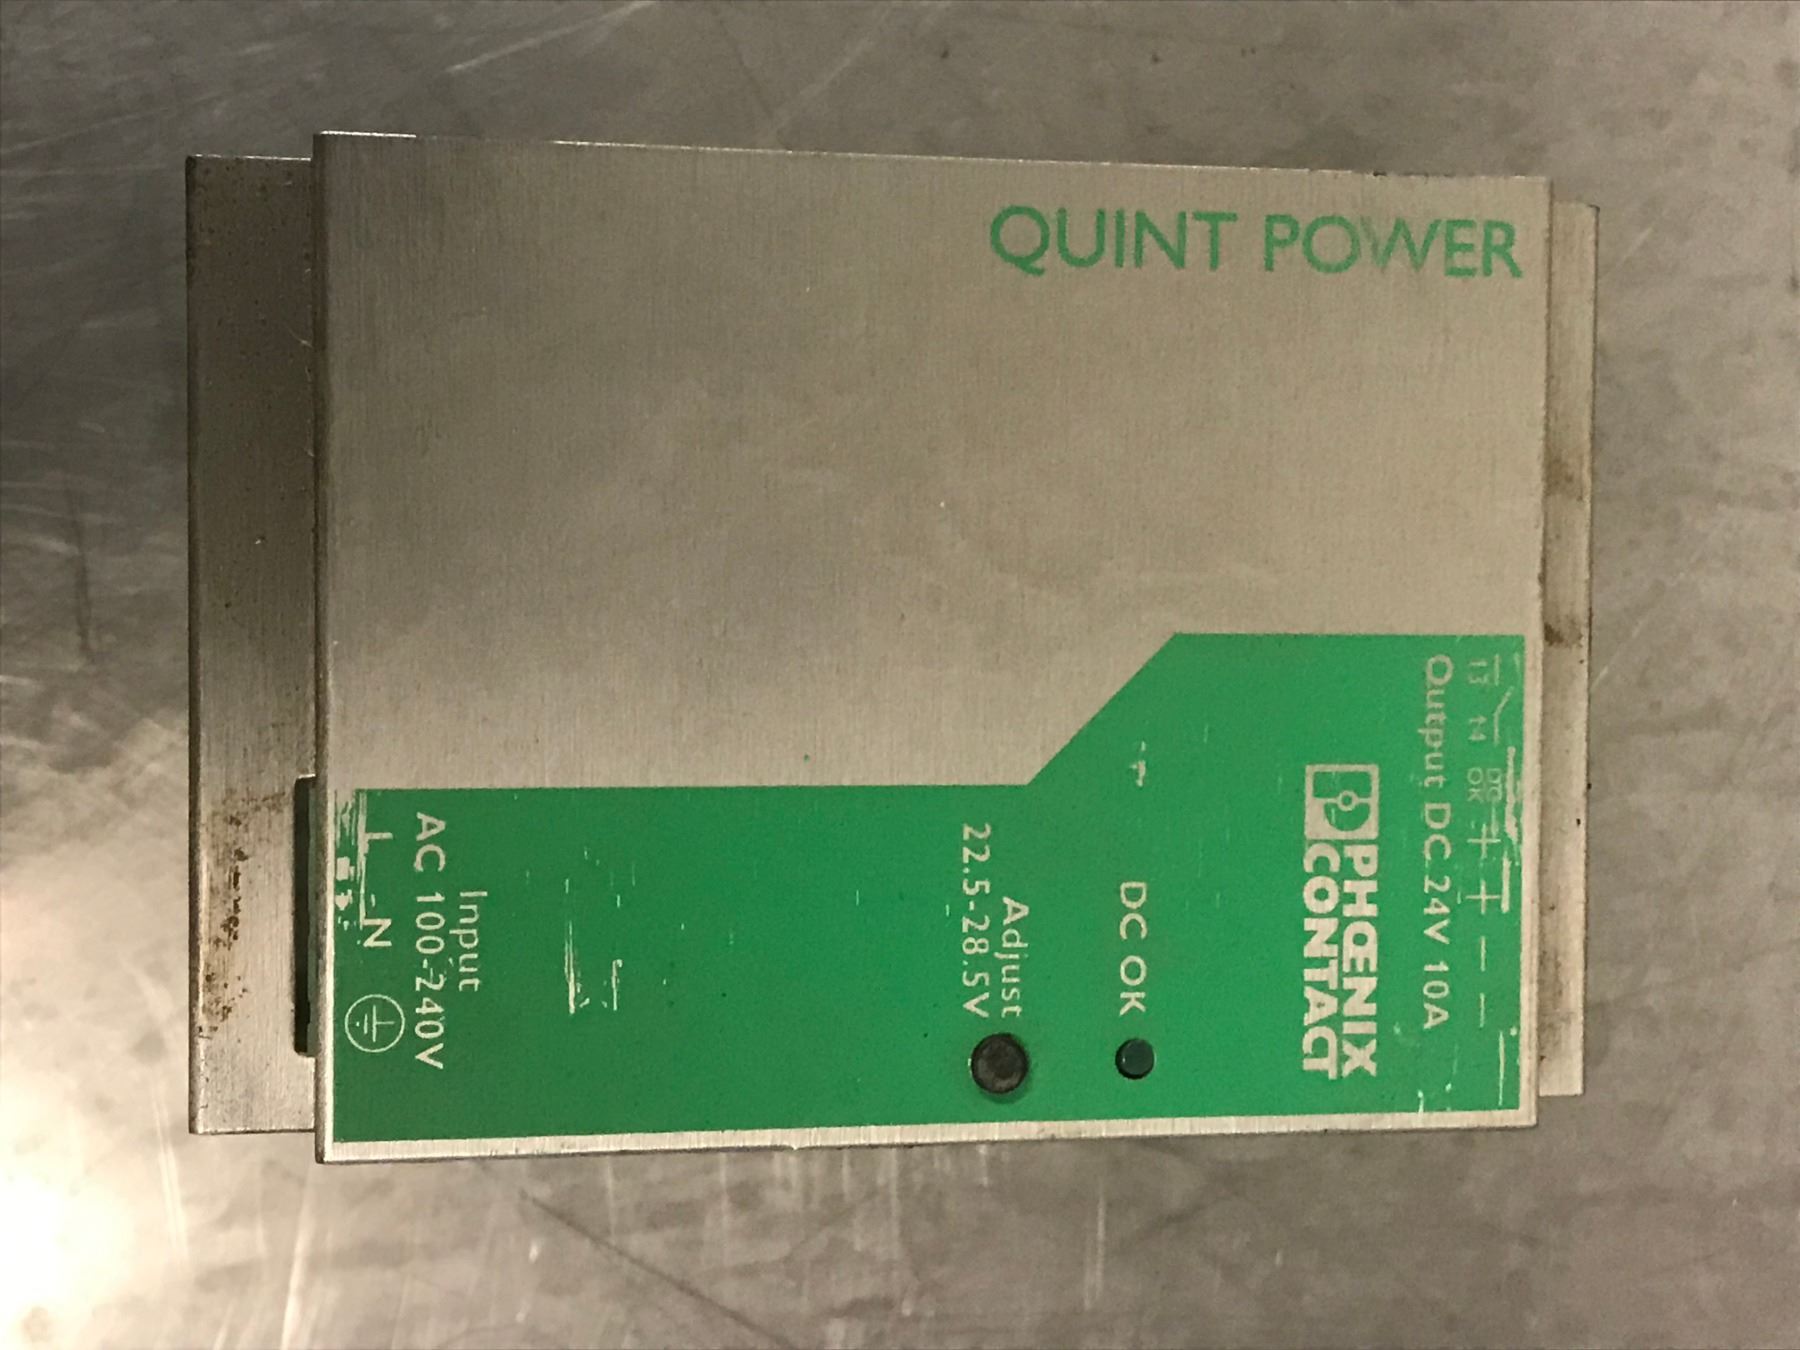 QUINT POWER
13 14 DC OK + + - -
Output DC 24V 10A
PHŒNIX
CONTACT
DC OK
Adjust
22.5-28.5V
Input
AC 100-240V
L N